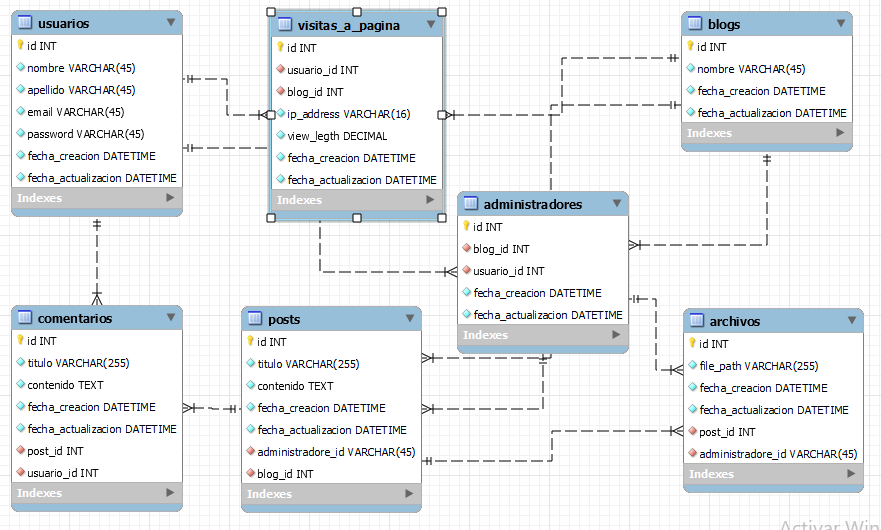 usuarios
id INT
nombre VARCHAR(45)
apellido VARCHAR(45)
email VARCHAR(45)
password VARCHAR(45)
fecha_creacion DATETIME
fecha_actualizacion DATETIME
Indexes
visitas_a_pagina
id INT
usuario_id INT
blog_id INT
ip_address VARCHAR(16)
view_legth DECIMAL
fecha_creacion DATETIME
fecha_actualizacion DATETIME
Indexes
blogs
id INT
nombre VARCHAR(45)
fecha_creacion DATETIME
fecha_actualizacion DATETIME
Indexes
administradores
id INT
blog_id INT
usuario_id INT
fecha_creacion DATETIME
fecha_actualizacion DATETIME
Indexes
comentarios
id INT
titulo VARCHAR(255)
contenido TEXT
fecha_creacion DATETIME
fecha_actualizacion DATETIME
post_id INT
usuario_id INT
Indexes
posts
id INT
titulo VARCHAR(255)
contenido TEXT
fecha_creacion DATETIME
fecha_actualizacion DATETIME
administradore_id VARCHAR(45)
blog_id INT
Indexes
archivos
id INT
file_path VARCHAR(255)
fecha_creacion DATETIME
fecha_actualizacion DATETIME
post_id INT
administradore_id VARCHAR(45)
Indexes
Activar Win